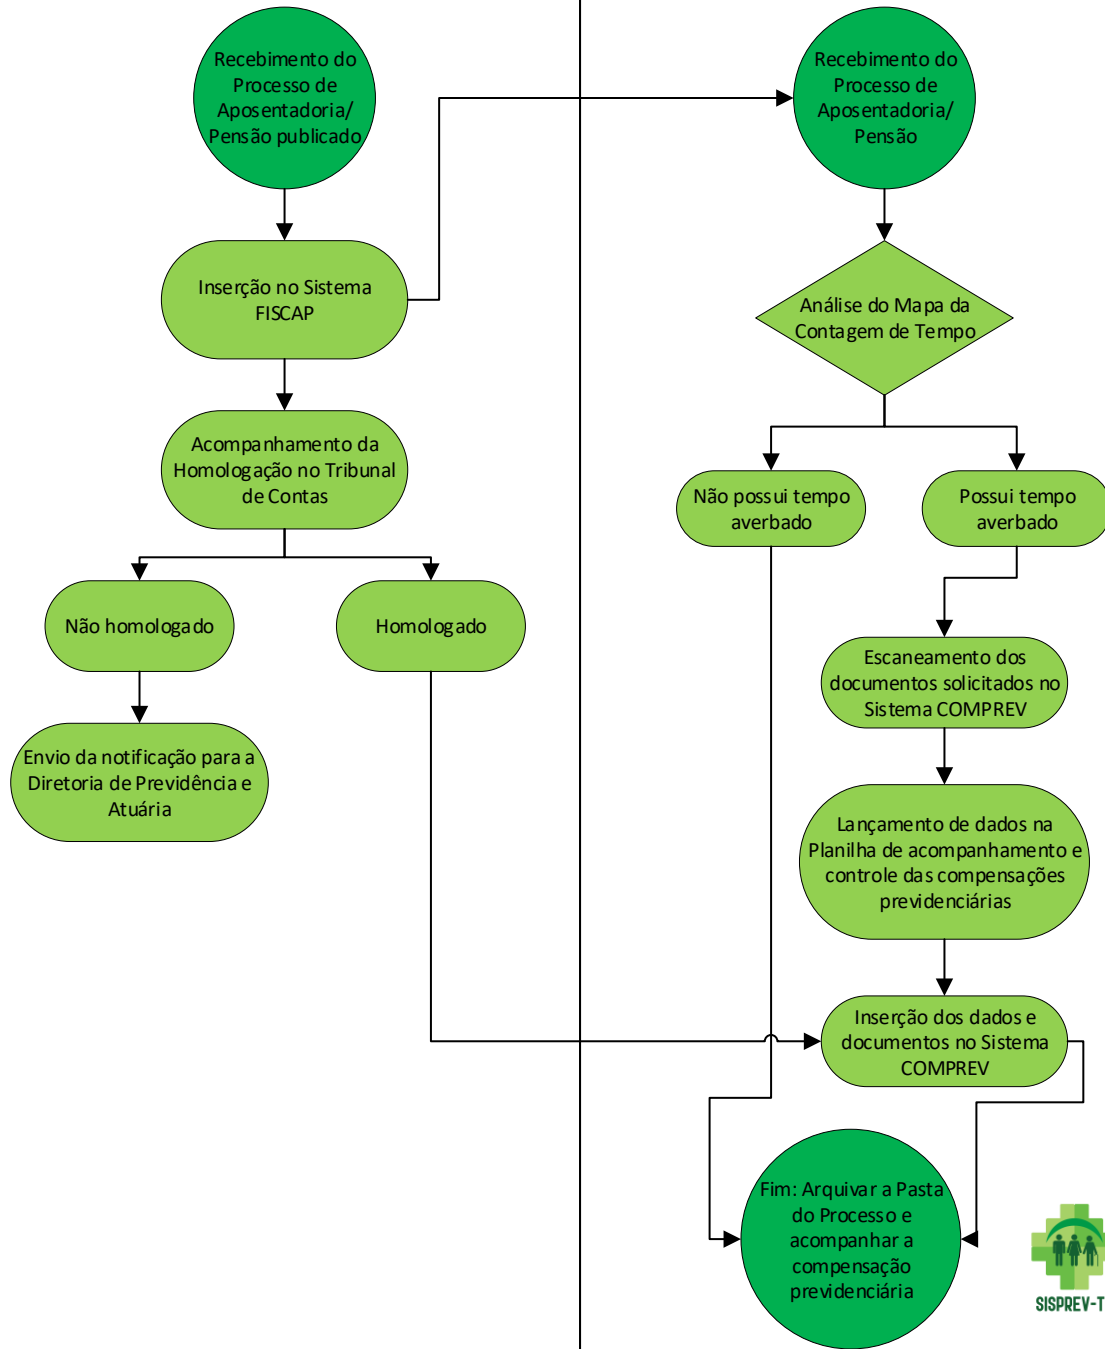 Recebimento do
Processo de
Aposentadoria/
Pensão publicado
Inserção no Sistema
FISCAP
Acompanhamento da
Homologação no Tribunal
de Contas
Não homologado
Homologado
Envio da notificação para a
Diretoria de Previdência e
Atuária
Recebimento do
Processo de
Aposentadoria/
Pensão
Análise do Mapa da
Contagem de Tempo
Não possui tempo
averbado
Possui tempo
averbado
Escaneamento dos
documentos solicitados no
Sistema COMPREV
Lançamento de dados na
Planilha de acompanhamento e
controle das compensações
previdenciárias
Inserção dos dados e
documentos no Sistema
COMPREV
Fim: Arquivar a Pasta
do Processo e
acompanhar a
compensação
previdenciária
SISPREV-T